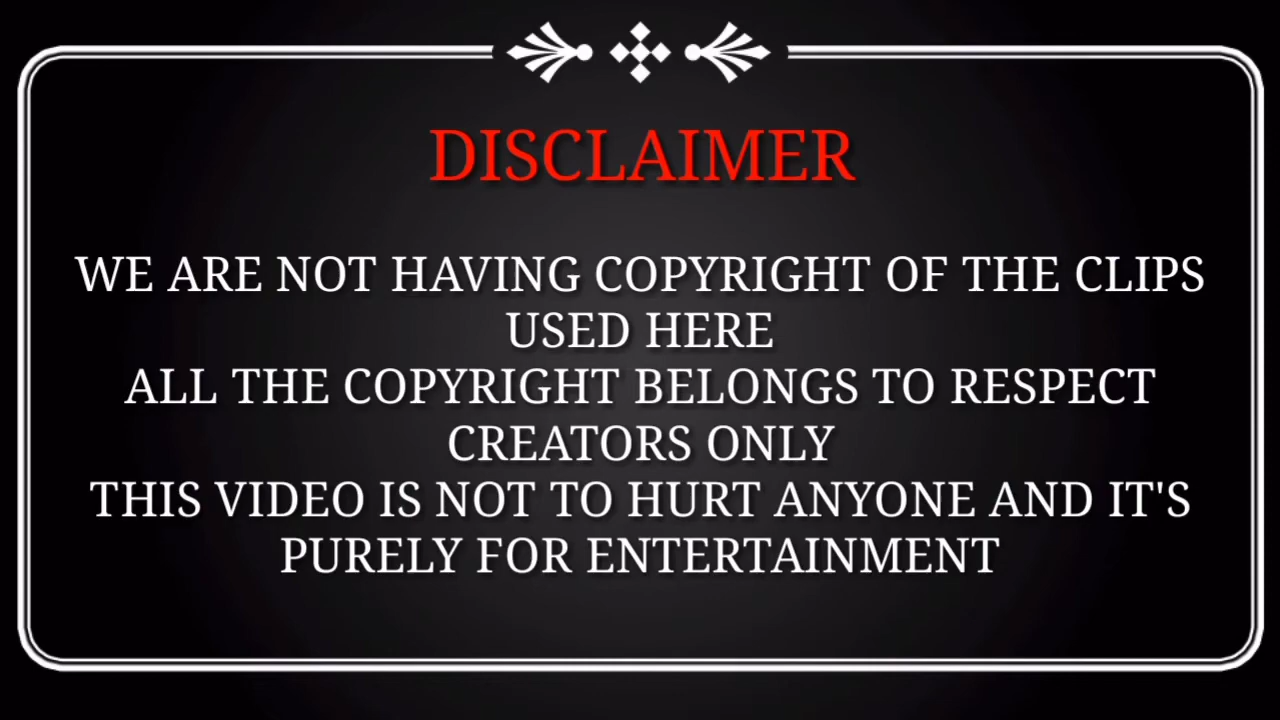 DISCLAIMER
WE ARE NOT HAVING COPYRIGHT OF THE CLIPS
USED HERE
ALL THE COPYRIGHT BELONGS TO RESPECT
CREATORS ONLY
THIS VIDEO IS NOT TO HURT ANYONE AND IT'S
PURELY FOR ENTERTAINMENT